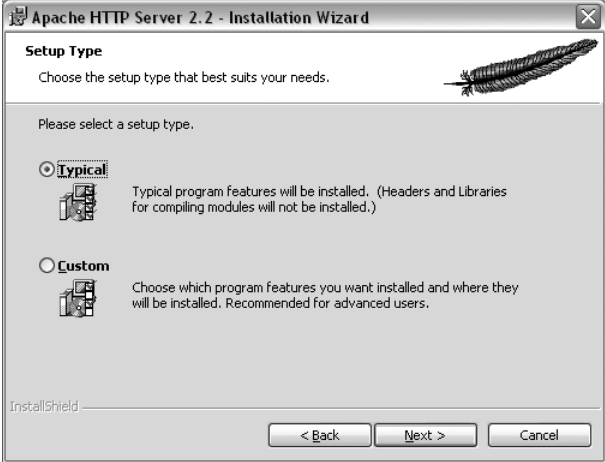 Apache HTTP Server 2.2 - Installation Wizard
Setup Type
Choose the setup type that best suits your needs.
Please select a setup type.
Typical
Typical program features will be installed. (Headers and Libraries
for compiling modules will not be installed.)
Custom
Choose which program features you want installed and where they
will be installed. Recommended for advanced users.
InstallShield
< Back Next > Cancel